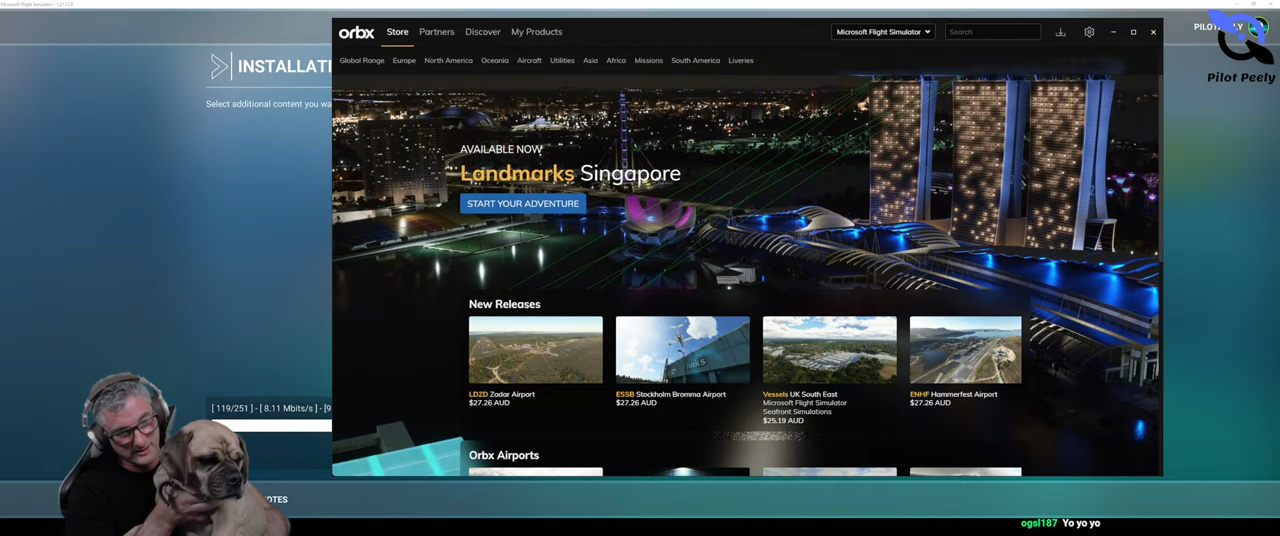 Microsoft Flight Simulator - 1.21.13.0
orbx
Store
Partners
Discover
My Products
Microsoft Flight Simulator
Search
Global Range
Europe
North America
Oceania
Aircraft
Utilities
Asia
Africa
Missions
South America
Liveries
Pilot Peely
INSTALLATI
Select additional content you wa
AVAILABLE NOW
Landmarks Singapore
START YOUR ADVENTURE
New Releases
LDZD Zadar Airport
$27.26 AUD
ESSB Stockholm Bromma Airport
$27.26 AUD
Vessels UK South East
Microsoft Flight Simulator
Seafront Simulations
$25.19 AUD
ENHF Hammerfest Airport
$27.26 AUD
[ 119/251 ] - [ 8.11 Mbits/s ] - [9
Orbx Airports
OTES
ogsl187 Yo yo yo